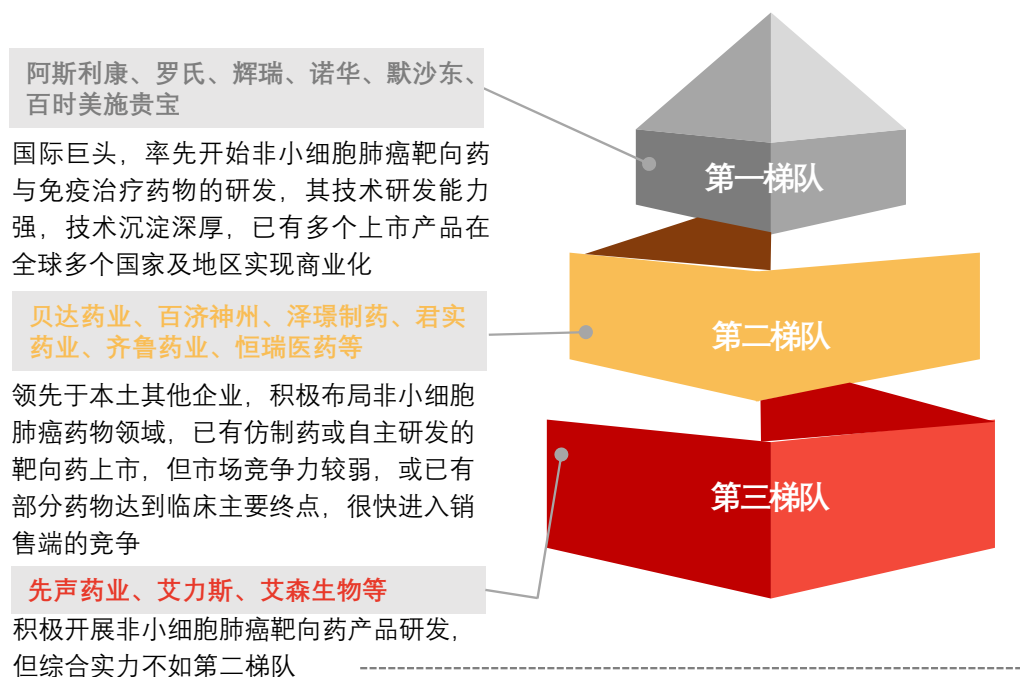 阿斯利康、罗氏、辉瑞、诺华、默沙东、
百时美施贵宝
国际巨头，率先开始非小细胞肺癌靶向药
与免疫治疗药物的研发，其技术研发能力
强，技术沉淀深厚，已有多个上市产品在
全球多个国家及地区实现商业化
第一梯队
贝达药业、百济神州、泽璟制药、君实
药业、齐鲁药业、恒瑞医药等
领先于本土其他企业，积极布局非小细胞
肺癌药物领域，已有仿制药或自主研发的
靶向药上市，但市场竞争力较弱，或已有
部分药物达到临床主要终点，很快进入销
售端的竞争
第二梯队
先声药业、艾力斯、艾森生物等
积极开展非小细胞肺癌靶向药产品研发，
但综合实力不如第二梯队
第三梯队